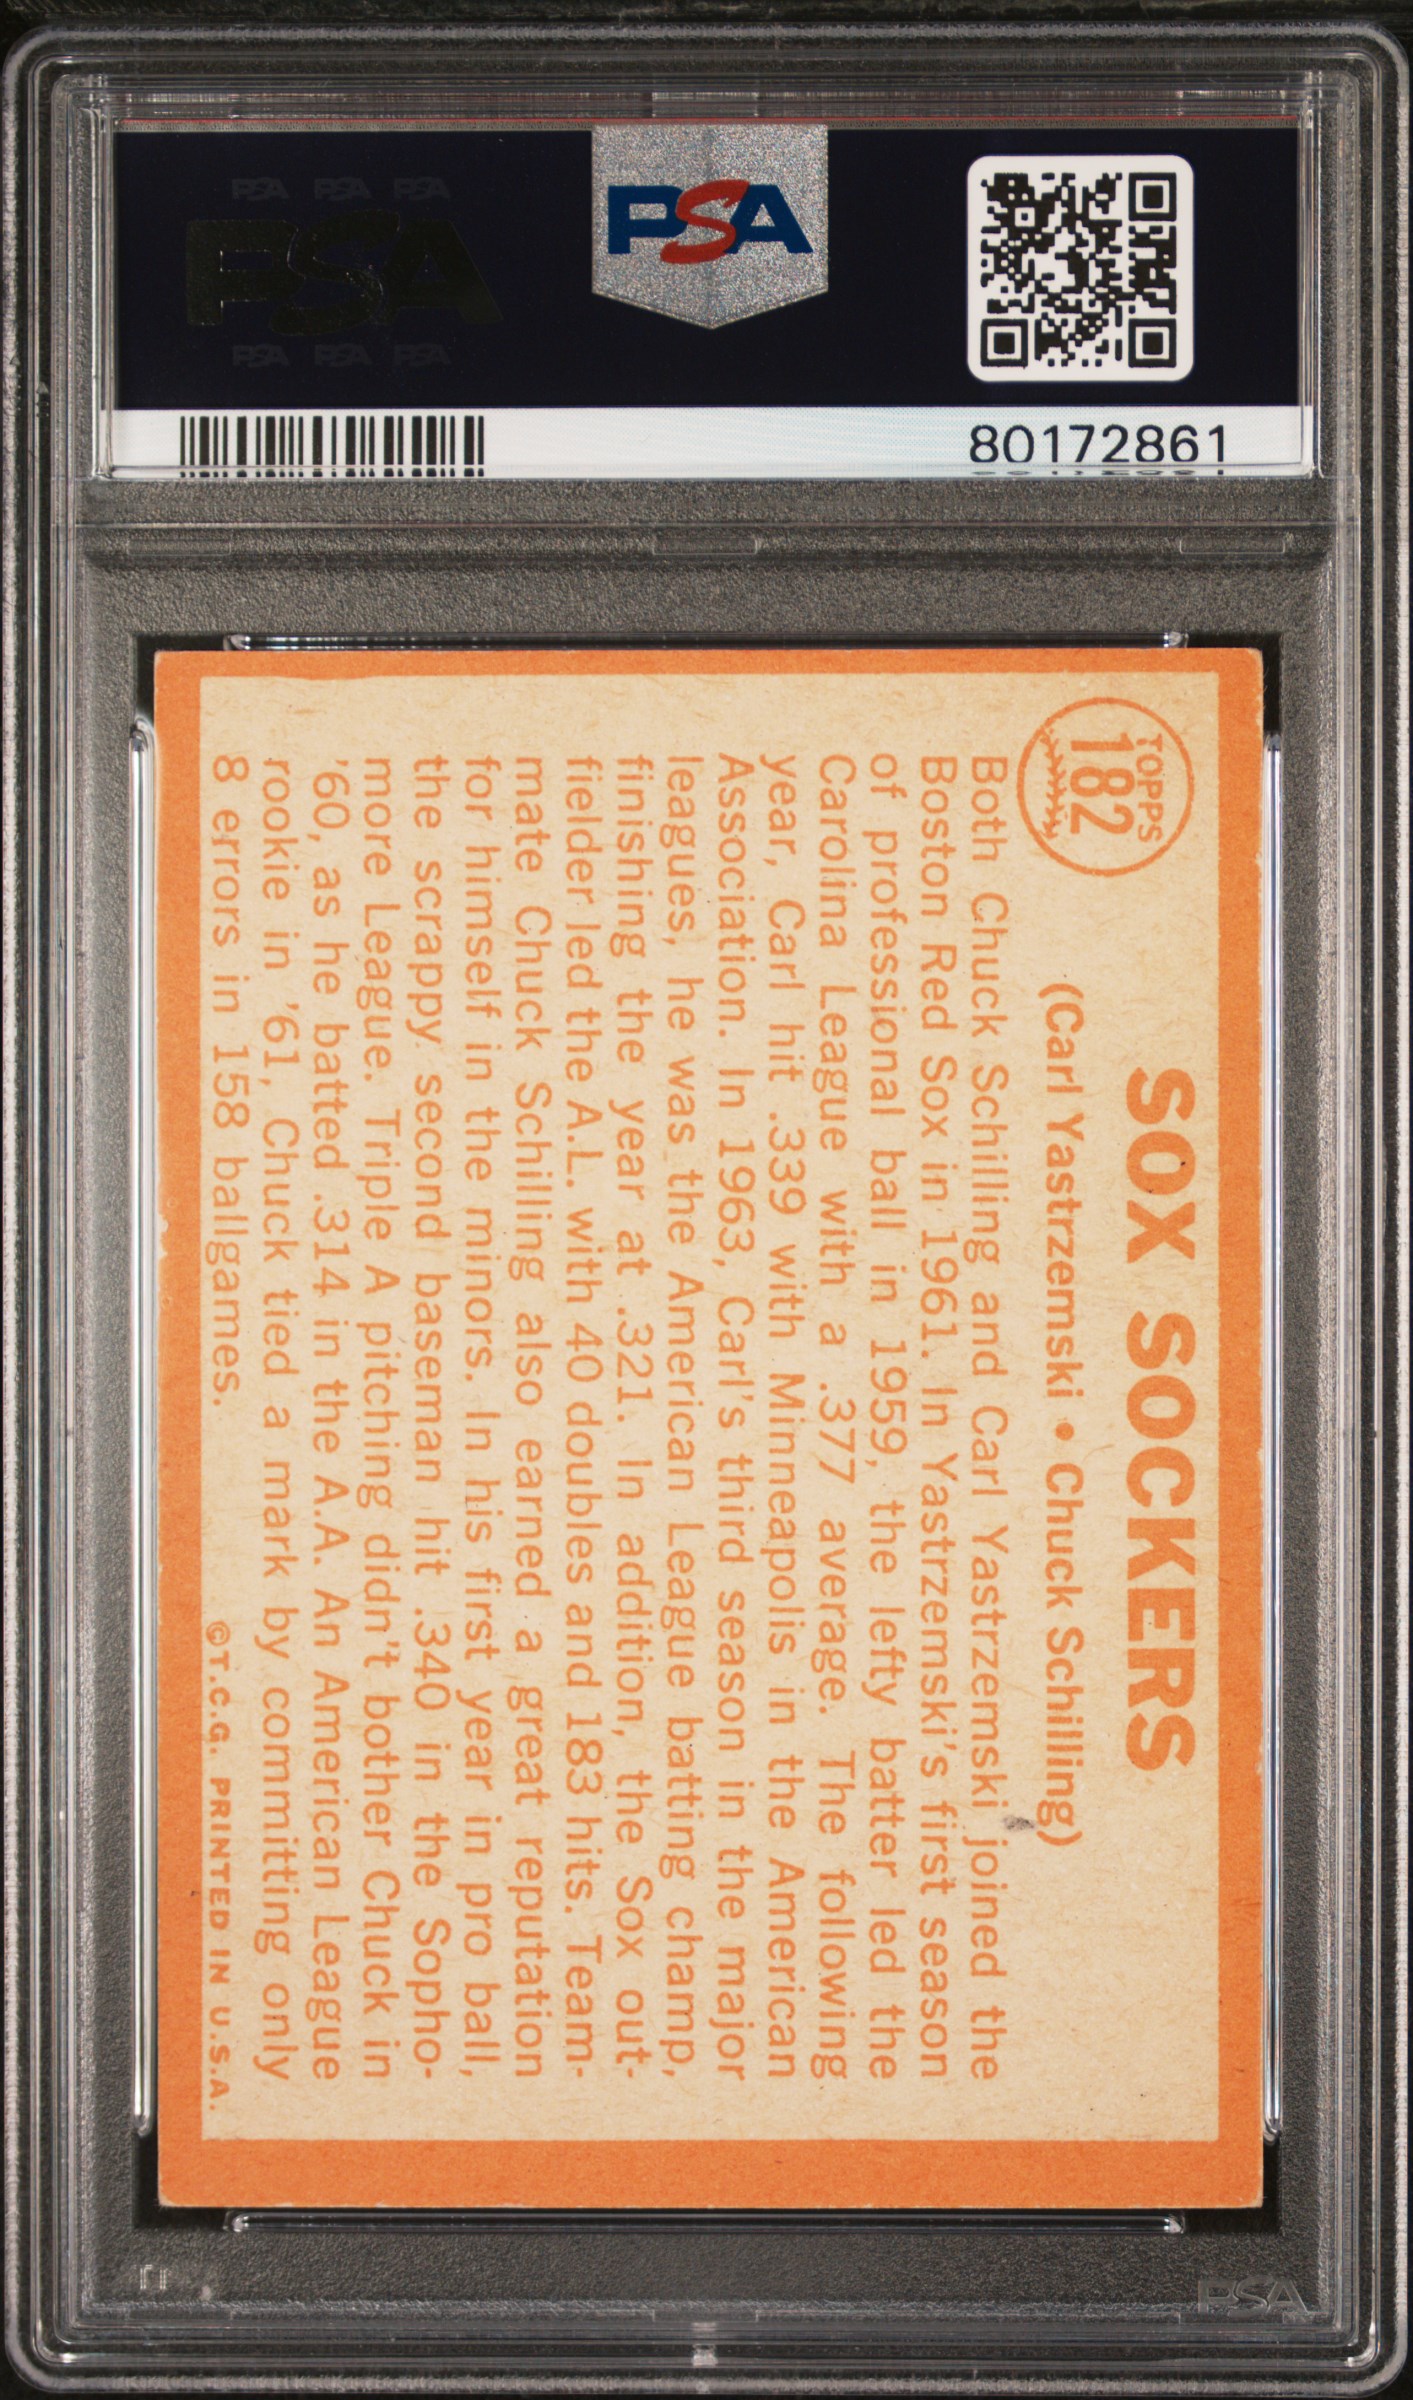 PSA PSA PSA
PSA
PSA PSA PSA
PSA
80172861
TOPPS
182
SOX SOCKERS
(Carl Yastrzemski • Chuck Schilling)
Both Chuck Schilling and Carl Yastrzemski joined the
Boston Red Sox in 1961. In Yastrzemski's first season
of professional ball in 1959, the lefty batter led the
Carolina League with a .377 average. The following
year, Carl hit .339 with Minneapolis in the American
Association. In 1963, Carl's third season in the major
leagues, he was the American League batting champ,
finishing the year at .321. In addition, the Sox out-
fielder led the A.L. with 40 doubles and 183 hits. Team-
mate Chuck Schilling also earned a great reputation
for himself in the minors. In his first year in pro ball,
the scrappy second baseman hit .340 in the Sopho-
more League. Triple A pitching didn't bother Chuck in
'60, as he batted .314 in the A.A. An American League
rookie in '61, Chuck tied a mark by committing only
8 errors in 158 ballgames.
©T.C.G. PRINTED IN U.S.A.
PSA